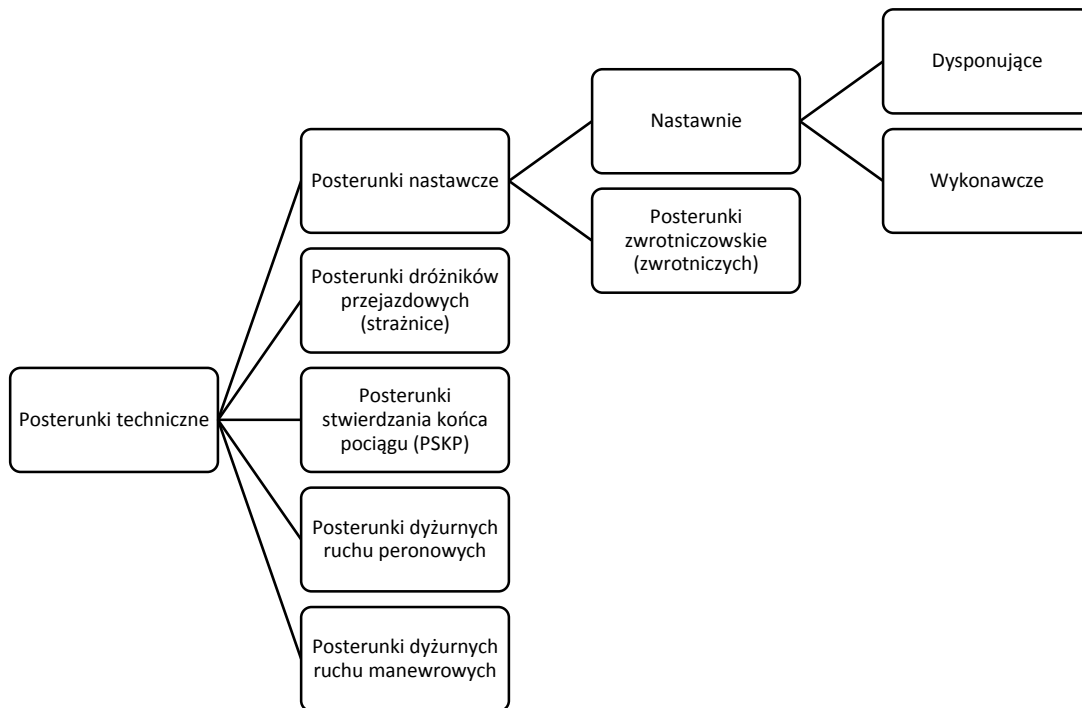 Posterunki techniczne
Posterunki nastawcze
Nastawnie
Dysponujące
Wykonawcze
Posterunki
zwrotniczowskie
(zwrotniczych)
Posterunki dróżników
przejazdowych
(strażnice)
Posterunki
stwierdzania końca
pociągu (PSKP)
Posterunki dyżurnych
ruchu peronowych
Posterunki dyżurnych
ruchu manewrowych